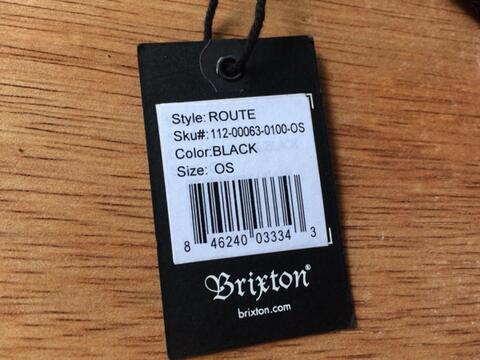 Style: ROUTE
Sku#: 112-00063-0100-OS
Color: BLACK
Size: OS
8 46240 03334 3
Brixton®
brixton.com